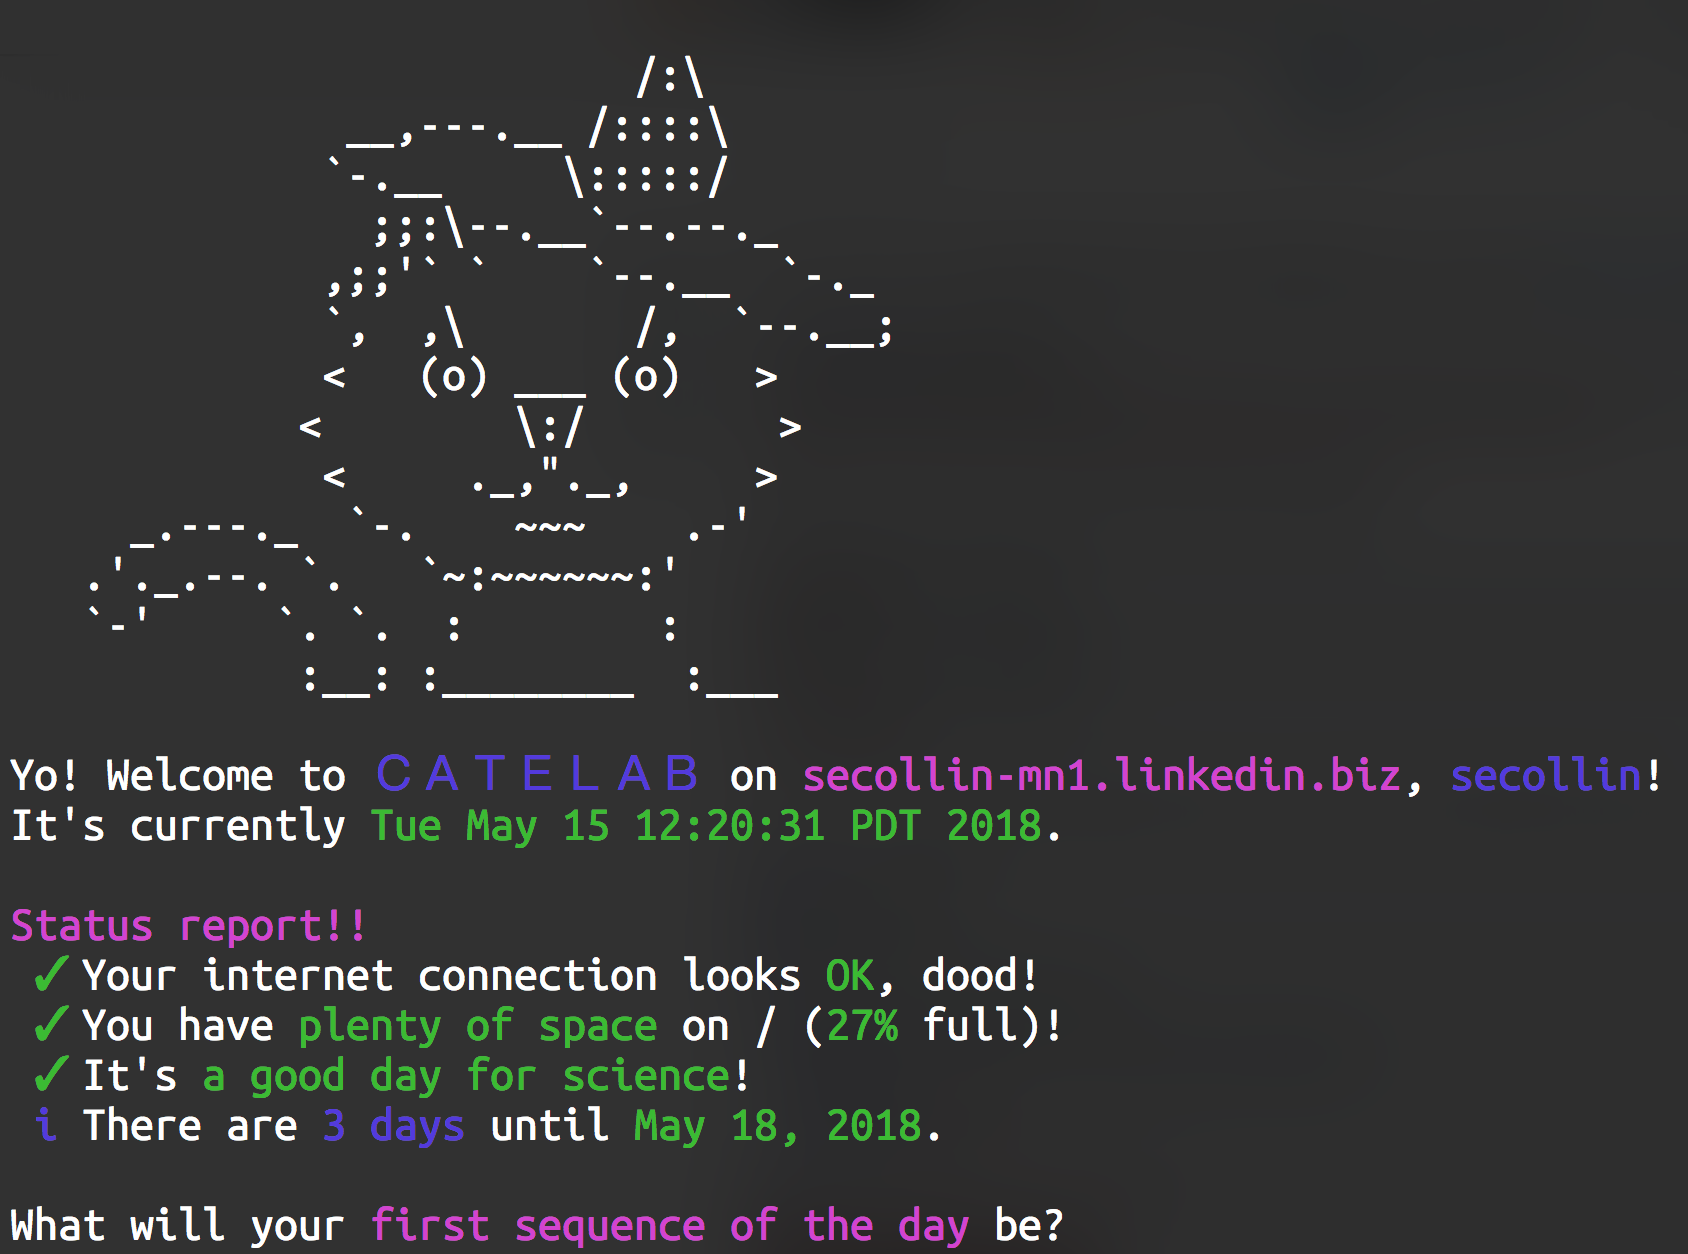 /:\
              __,---.__ /::::\
             `-.__     \:::::/
               ;;:\--.__`--.--._
             ,;;'` `    `--.__  `-._
             `,  ,\       /,  `--.__;
             <   (o) ___ (o)   >
            <        \:/        >
             <     ._,"._,     >
     _.---._  `-.    ~~~    .-'
   .'._.--. `.   `~:~~~~~~:'
   `-'     `. `.  :        :
            :__: :________  :___
Yo! Welcome to C A T E L A B on secollin-mn1.linkedin.biz, secollin!
It's currently Tue May 15 12:20:31 PDT 2018.
Status report!!
✓ Your internet connection looks OK, dood!
✓ You have plenty of space on / (27% full)!
✓ It's a good day for science!
i There are 3 days until May 18, 2018.
What will your first sequence of the day be?